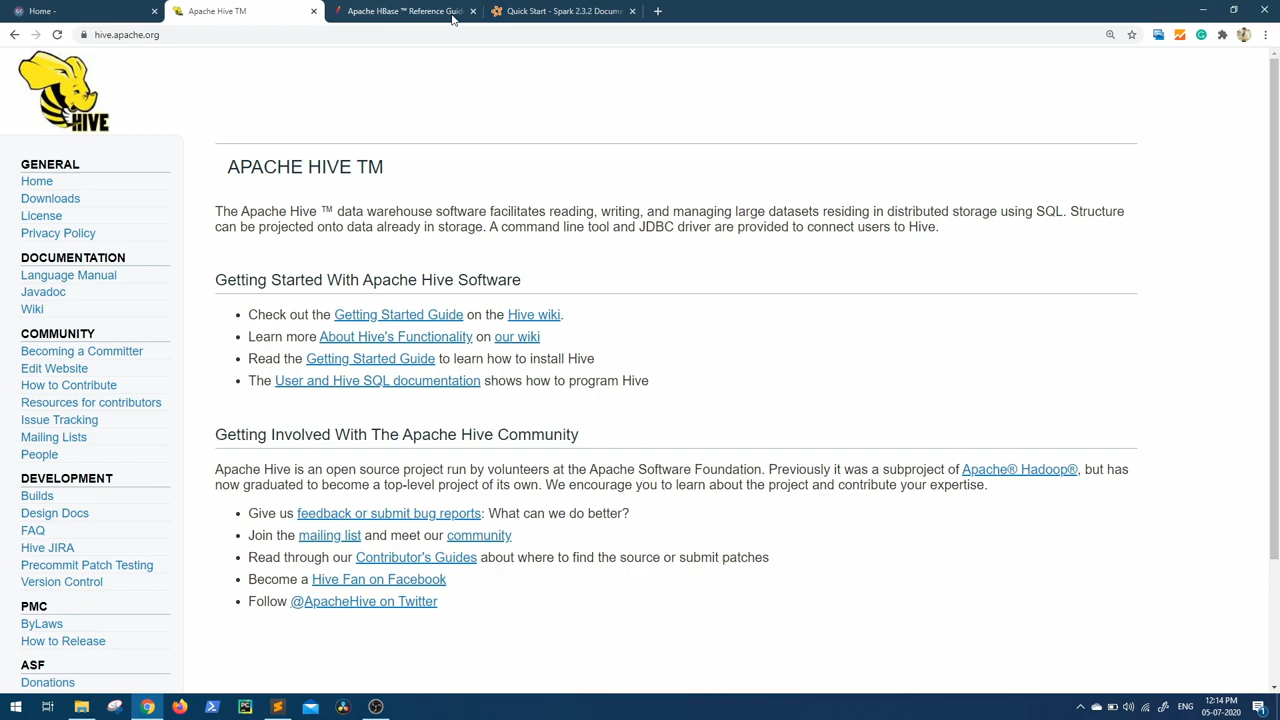 Home -
Apache Hive TM
Apache HBase ™ Reference Guid
Quick Start - Spark 2.3.2 Docume
hive.apache.org
HIVE
GENERAL
Home
Downloads
License
Privacy Policy
DOCUMENTATION
Language Manual
Javadoc
Wiki
COMMUNITY
Becoming a Committer
Edit Website
How to Contribute
Resources for contributors
Issue Tracking
Mailing Lists
People
DEVELOPMENT
Builds
Design Docs
FAQ
Hive JIRA
Precommit Patch Testing
Version Control
PMC
ByLaws
How to Release
ASF
Donations
APACHE HIVE TM
The Apache Hive ™ data warehouse software facilitates reading, writing, and managing large datasets residing in distributed storage using SQL. Structure
can be projected onto data already in storage. A command line tool and JDBC driver are provided to connect users to Hive.
Getting Started With Apache Hive Software
• Check out the Getting Started Guide on the Hive wiki.
• Learn more About Hive's Functionality on our wiki
• Read the Getting Started Guide to learn how to install Hive
• The User and Hive SQL documentation shows how to program Hive
Getting Involved With The Apache Hive Community
Apache Hive is an open source project run by volunteers at the Apache Software Foundation. Previously it was a subproject of Apache® Hadoop®, but has
now graduated to become a top-level project of its own. We encourage you to learn about the project and contribute your expertise.
• Give us feedback or submit bug reports: What can we do better?
• Join the mailing list and meet our community
• Read through our Contributor's Guides about where to find the source or submit patches
• Become a Hive Fan on Facebook
• Follow @ApacheHive on Twitter
ENG
12:14 PM
05-07-2020